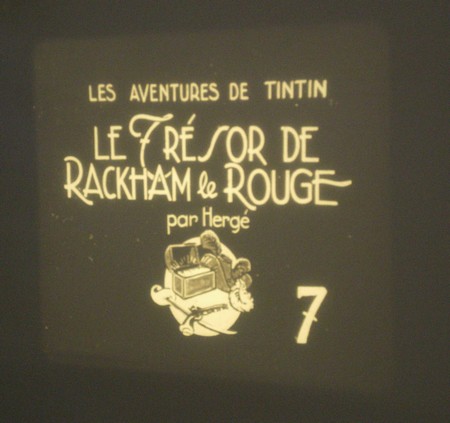 LES AVENTURES DE TINTIN
LE TRÉSOR DE
RACKHAM le ROUGE
par Hergé
7